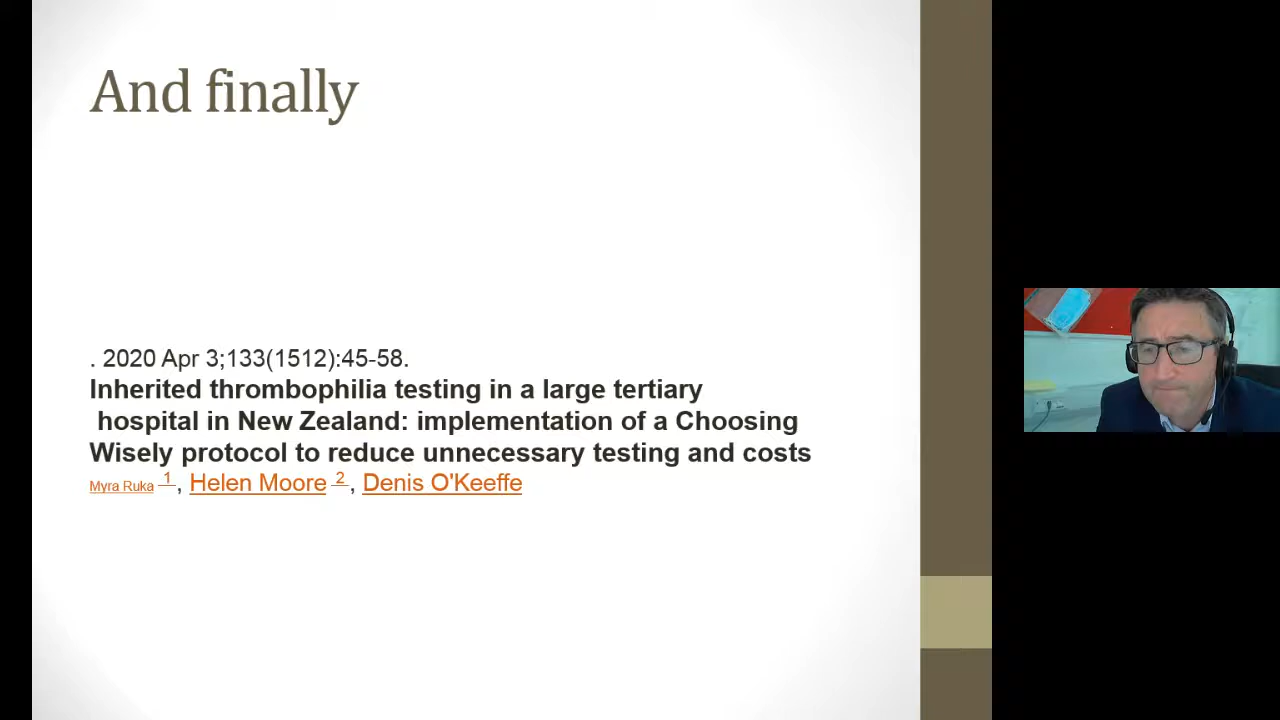 And finally
. 2020 Apr 3;133(1512):45-58.
Inherited thrombophilia testing in a large tertiary
hospital in New Zealand: implementation of a Choosing
Wisely protocol to reduce unnecessary testing and costs
Myra Ruka 1, Helen Moore 2, Denis O'Keeffe